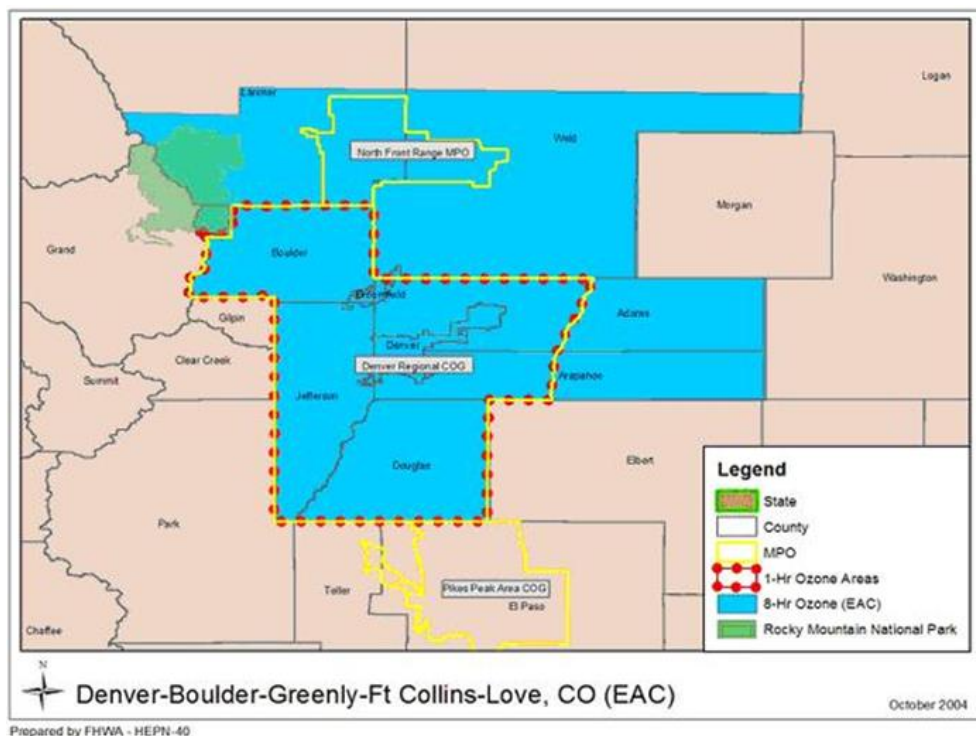 Logan
Larimer
Weld
North Front Range MPO
Morgan
Grand
Boulder
Washington
Broomfield
Gilpin
Adams
Denver
Clear Creek
Denver Regional COG
Arapahoe
Summit
Jefferson
Douglas
Elbert
Park
Teller
Pikes Peak Area COG
El Paso
Chaffee
Legend
State
County
MPO
1-Hr Ozone Areas
8-Hr Ozone (EAC)
Rocky Mountain National Park
N
Denver-Boulder-Greenly-Ft Collins-Love, CO (EAC)
October 2004
Prepared by FHWA - HEPN-40